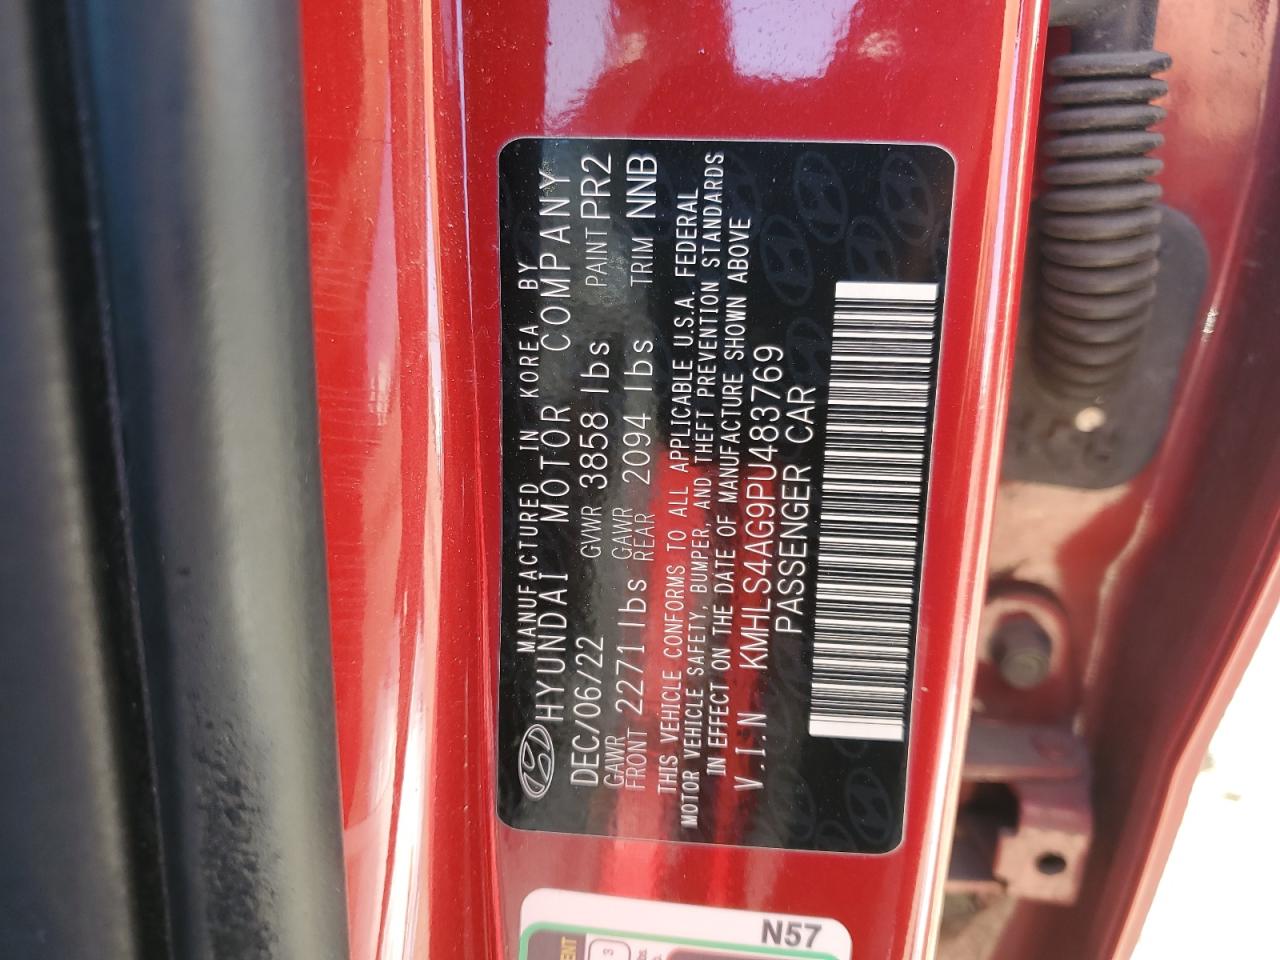 MANUFACTURED IN KOREA BY
HYUNDAI MOTOR COMPANY
DEC/06/22 GVWR 3858 lbs PAINT PR2
GAWR FRONT 2271 lbs GAWR REAR 2094 lbs TRIM NNB
THIS VEHICLE CONFORMS TO ALL APPLICABLE U.S.A. FEDERAL
MOTOR VEHICLE SAFETY, BUMPER, AND THEFT PREVENTION STANDARDS
IN EFFECT ON THE DATE OF MANUFACTURE SHOWN ABOVE
V.I.N KMHLS4AG9PU483769
PASSENGER CAR
N57
3